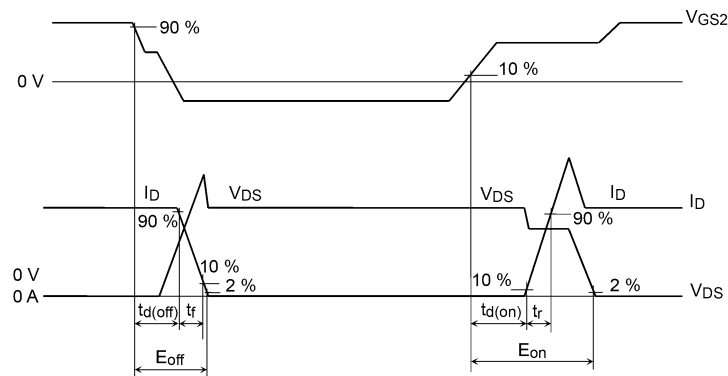 90 %
V_GS2
0 V
10 %
I_D V_DS V_DS I_D I_D
90 % 90 %
0 V 10 %
2 % 10 % 2 %
0 A V_DS
t_d(off) t_f t_d(on) t_r
E_off E_on